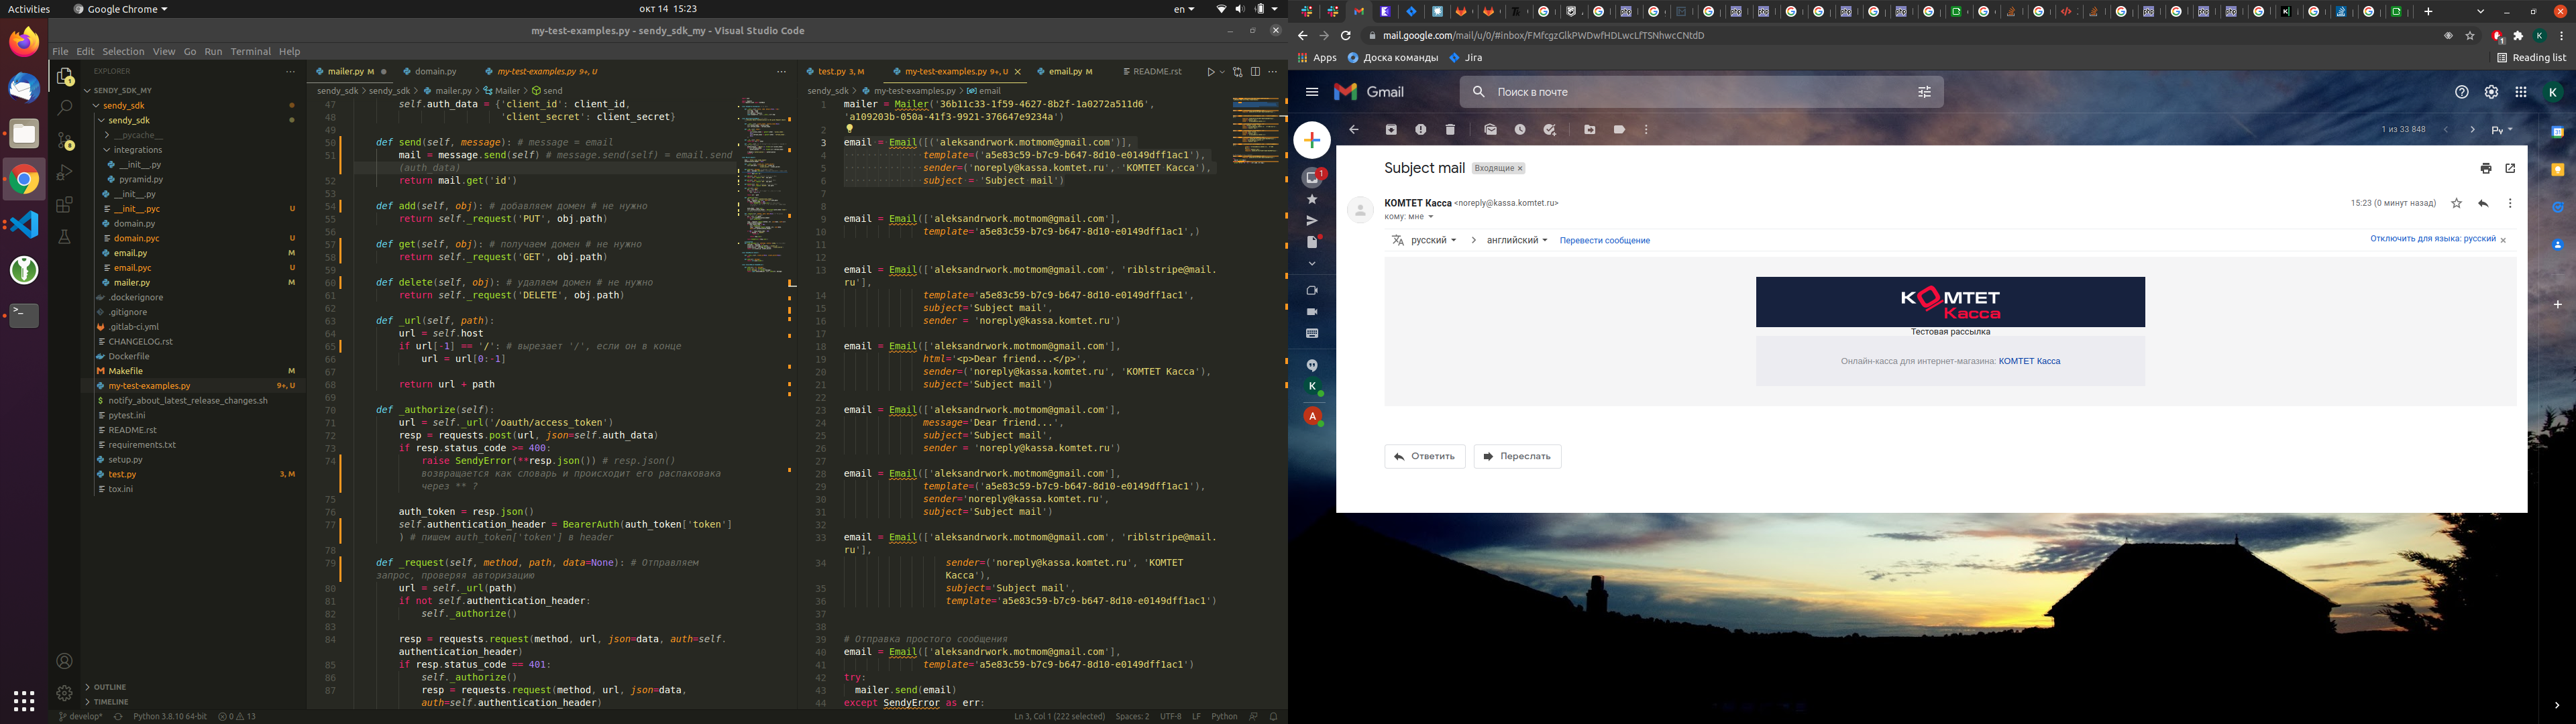 Activities
Google Chrome
окт 14 15:23
en
my-test-examples.py - sendy_sdk_my - Visual Studio Code
File Edit Selection View Go Run Terminal Help
EXPLORER
SENDY_SDK_MY
sendy_sdk
sendy_sdk
__pycache__
integrations
__init__.py
pyramid.py
__init__.py
__init__.pyc U
domain.py
domain.pyc U
email.py M
email.pyc U
mailer.py M
.dockerignore
.gitignore
.gitlab-ci.yml
CHANGELOG.rst
Dockerfile
Makefile M
my-test-examples.py 9+, U
notify_about_latest_release_changes.sh
pytest.ini
README.rst
requirements.txt
setup.py
test.py 3, M
tox.ini
OUTLINE
TIMELINE
mailer.py M
domain.py
my-test-examples.py 9+, U
sendy_sdk > sendy_sdk > mailer.py > Mailer > send
47 self.auth_data = {'client_id': client_id,
48 'client_secret': client_secret}
49
50 def send(self, message): # message = email
51 mail = message.send(self) # message.send(self) = email.send
(auth_data)
52 return mail.get('id')
53
54 def add(self, obj): # добавляем домен # не нужно
55 return self._request('PUT', obj.path)
56
57 def get(self, obj): # получаем домен # не нужно
58 return self._request('GET', obj.path)
59
60 def delete(self, obj): # удаляем домен # не нужно
61 return self._request('DELETE', obj.path)
62
63 def _url(self, path):
64 url = self.host
65 if url[-1] == '/': # вырезает '/', если он в конце
66 url = url[0:-1]
67
68 return url + path
69
70 def _authorize(self):
71 url = self._url('/oauth/access_token')
72 resp = requests.post(url, json=self.auth_data)
73 if resp.status_code >= 400:
74 raise SendyError(**resp.json()) # resp.json()
возвращается как словарь и происходит его распаковака
через ** ?
75
76 auth_token = resp.json()
77 self.authentication_header = BearerAuth(auth_token['token']
) # пишем auth_token['token'] в header
78
79 def _request(self, method, path, data=None): # Отправляем
запрос, проверяя авторизацию
80 url = self._url(path)
81 if not self.authentication_header:
82 self._authorize()
83
84 resp = requests.request(method, url, json=data, auth=self.
authentication_header)
85 if resp.status_code == 401:
86 self._authorize()
87 resp = requests.request(method, url, json=data,
auth=self.authentication_header)
test.py 3, M
my-test-examples.py 9+, U
email.py M
README.rst
sendy_sdk > my-test-examples.py > email
1 mailer = Mailer('36b11c33-1f59-4627-8b2f-1a0272a511d6',
'a109203b-050a-41f3-9921-376647e9234a')
2
3 email = Email([('aleksandrwork.motmom@gmail.com')],
4 template=('a5e83c59-b7c9-b647-8d10-e0149dff1ac1'),
5 sender=('noreply@kassa.komtet.ru', 'КОМТЕТ Касса'),
6 subject = 'Subject mail')
7
8
9 email = Email(['aleksandrwork.motmom@gmail.com'],
10 template='a5e83c59-b7c9-b647-8d10-e0149dff1ac1',)
11
12
13 email = Email(['aleksandrwork.motmom@gmail.com', 'riblstripe@mail.
ru'],
14 template='a5e83c59-b7c9-b647-8d10-e0149dff1ac1',
15 subject='Subject mail',
16 sender = 'noreply@kassa.komtet.ru')
17
18 email = Email(['aleksandrwork.motmom@gmail.com'],
19 html='<p>Dear friend...</p>',
20 sender=('noreply@kassa.komtet.ru', 'КОМТЕТ Касса'),
21 subject='Subject mail')
22
23 email = Email(['aleksandrwork.motmom@gmail.com'],
24 message='Dear friend...',
25 subject='Subject mail',
26 sender = 'noreply@kassa.komtet.ru')
27
28 email = Email(['aleksandrwork.motmom@gmail.com'],
29 template=('a5e83c59-b7c9-b647-8d10-e0149dff1ac1'),
30 sender='noreply@kassa.komtet.ru',
31 subject='Subject mail')
32
33 email = Email(['aleksandrwork.motmom@gmail.com', 'riblstripe@mail.
ru'],
34 sender=('noreply@kassa.komtet.ru', 'КОМТЕТ
Касса'),
35 subject='Subject mail',
36 template='a5e83c59-b7c9-b647-8d10-e0149dff1ac1')
37
38
39 # Отправка простого сообщения
40 email = Email(['aleksandrwork.motmom@gmail.com'],
41 template='a5e83c59-b7c9-b647-8d10-e0149dff1ac1')
42 try:
43 mailer.send(email)
44 except SendyError as err:
develop* Python 3.8.10 64-bit 0 13
Ln 3, Col 1 (222 selected) Spaces: 2 UTF-8 LF Python
mail.google.com/mail/u/0/#inbox/FMfcgzGlkPWDwfHDLwcLfTSNhwcCNtdD
Apps Доска команды Jira
Reading list
Gmail
Поиск в почте
K
1 из 33 848
Ру
Subject mail Входящие ×
КОМТЕТ Касса <noreply@kassa.komtet.ru>
15:23 (0 минут назад)
кому: мне
русский > английский Перевести сообщение
Отключить для языка: русский ×
КОМТЕТ
Касса
Тестовая рассылка
Онлайн-касса для интернет-магазина: КОМТЕТ Касса
Ответить
Переслать
1
K
A